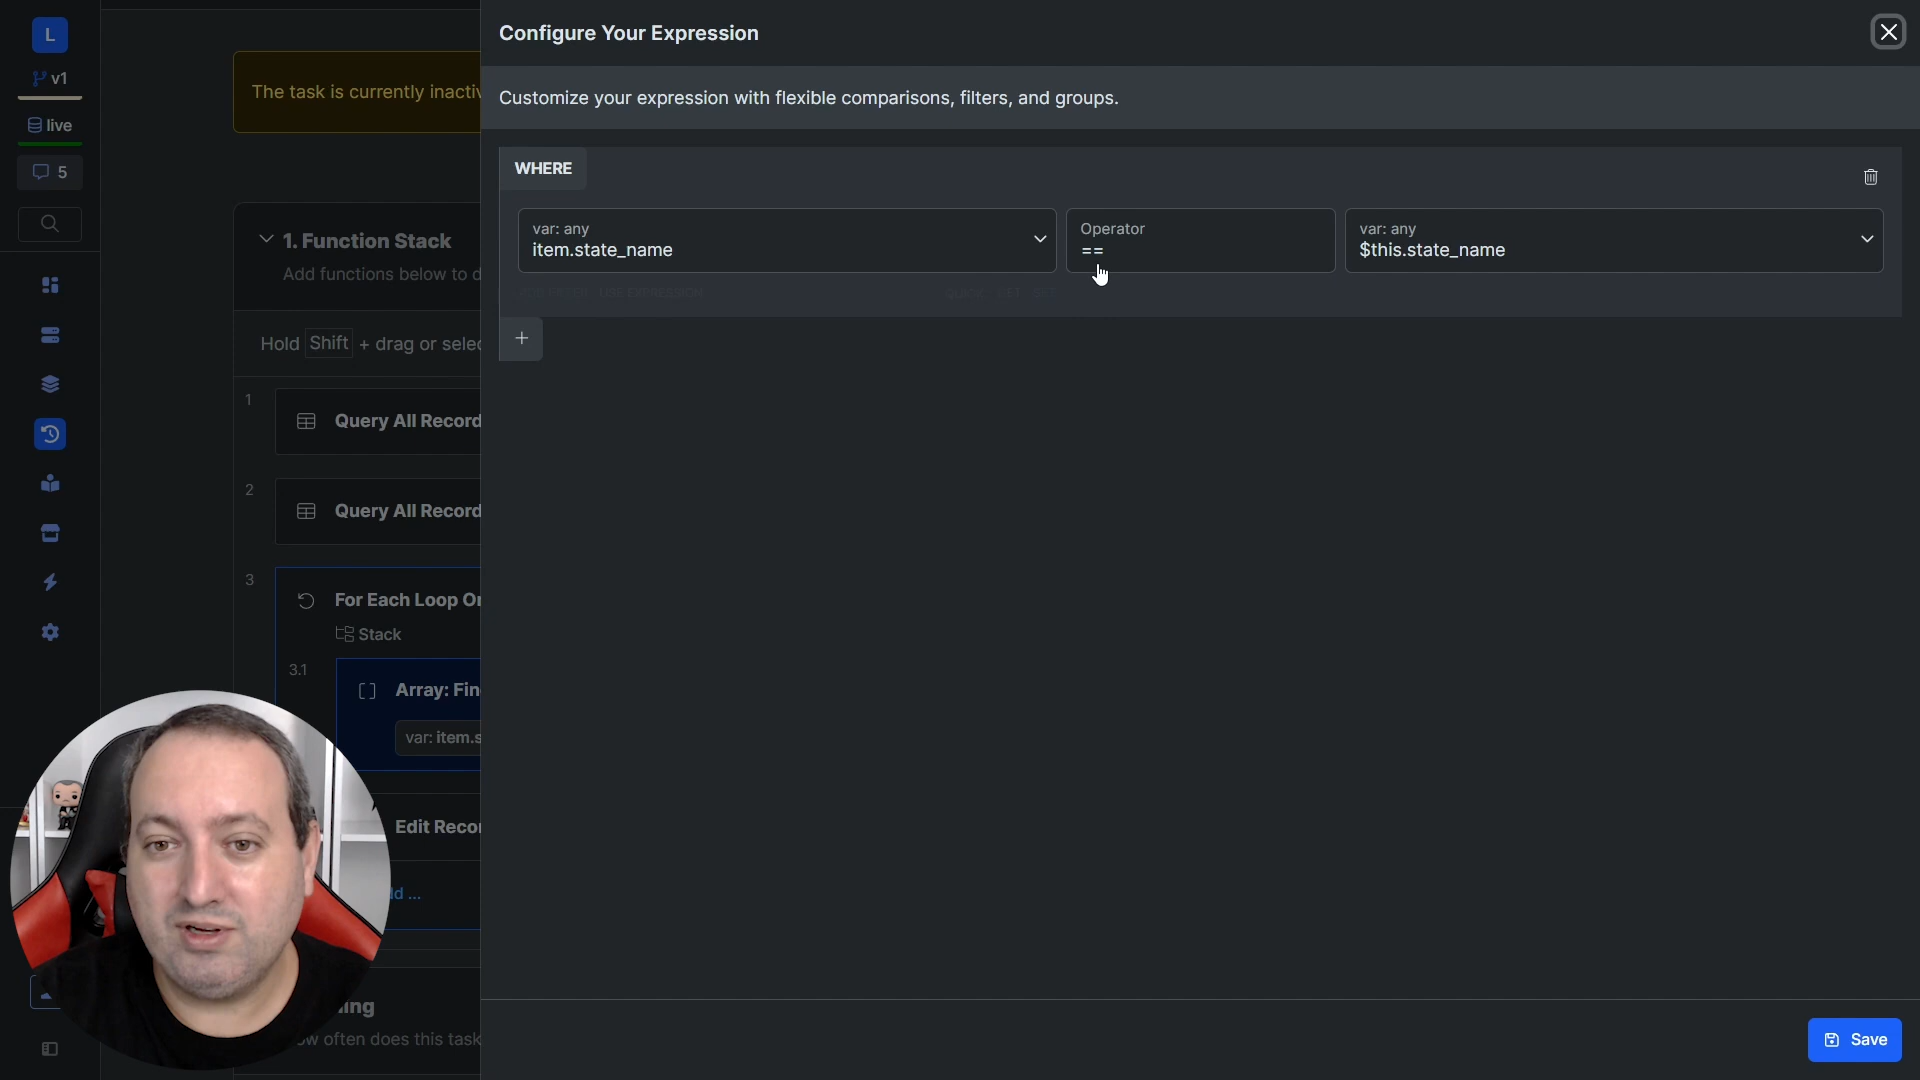 L
v1
live
5
The task is currently inactiv
1. Function Stack
Add functions below to d
Hold Shift + drag or selec
1
Query All Record
2
Query All Record
3
For Each Loop On
Stack
3.1
Array: Fin
var: item.s
Edit Recor
ld ...
ing
ow often does this task
Configure Your Expression
Customize your expression with flexible comparisons, filters, and groups.
WHERE
var: any
item.state_name
Operator
==
var: any
$this.state_name
+
Save